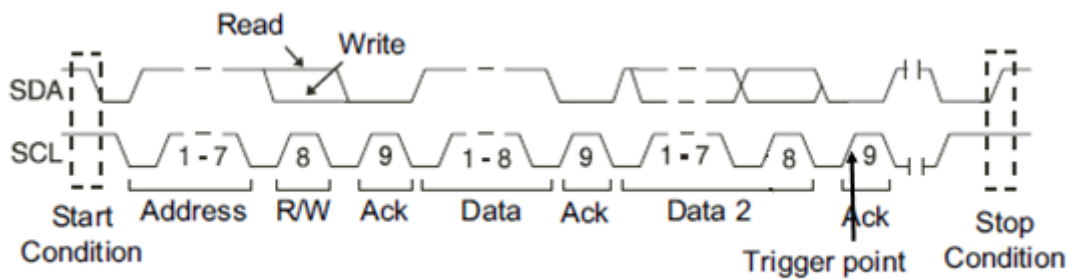 Read
Write
SDA
SCL
1 - 7
8
9
1 - 8
9
1 - 7
8
9
Start
Condition
Address
R/W
Ack
Data
Ack
Data 2
Ack
Trigger point
Stop
Condition